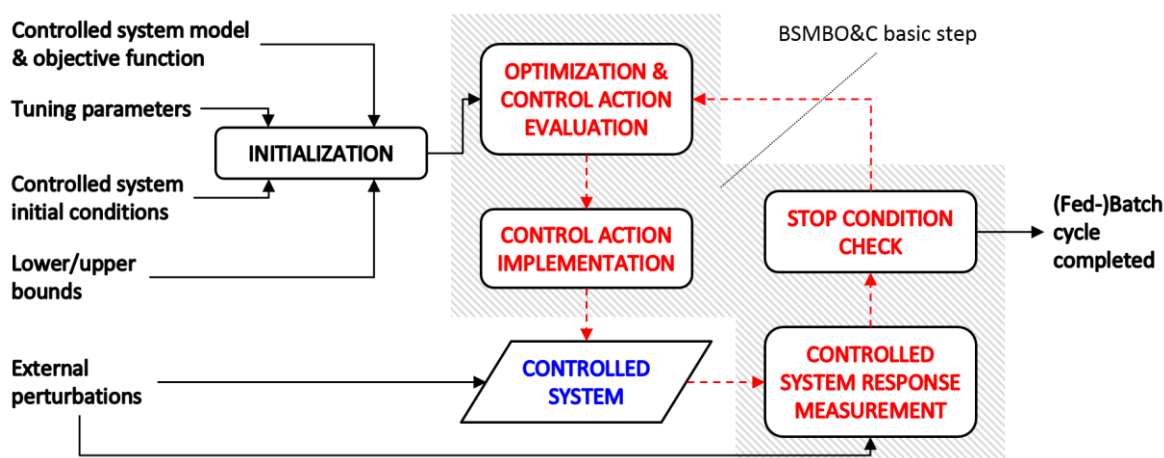 Controlled system model
& objective function
Tuning parameters
Controlled system
initial conditions
Lower/upper
bounds
External
perturbations
INITIALIZATION
BSMBO&C basic step
OPTIMIZATION &
CONTROL ACTION
EVALUATION
CONTROL ACTION
IMPLEMENTATION
CONTROLLED
SYSTEM
CONTROLLED
SYSTEM RESPONSE
MEASUREMENT
STOP CONDITION
CHECK
(Fed-)Batch
cycle
completed